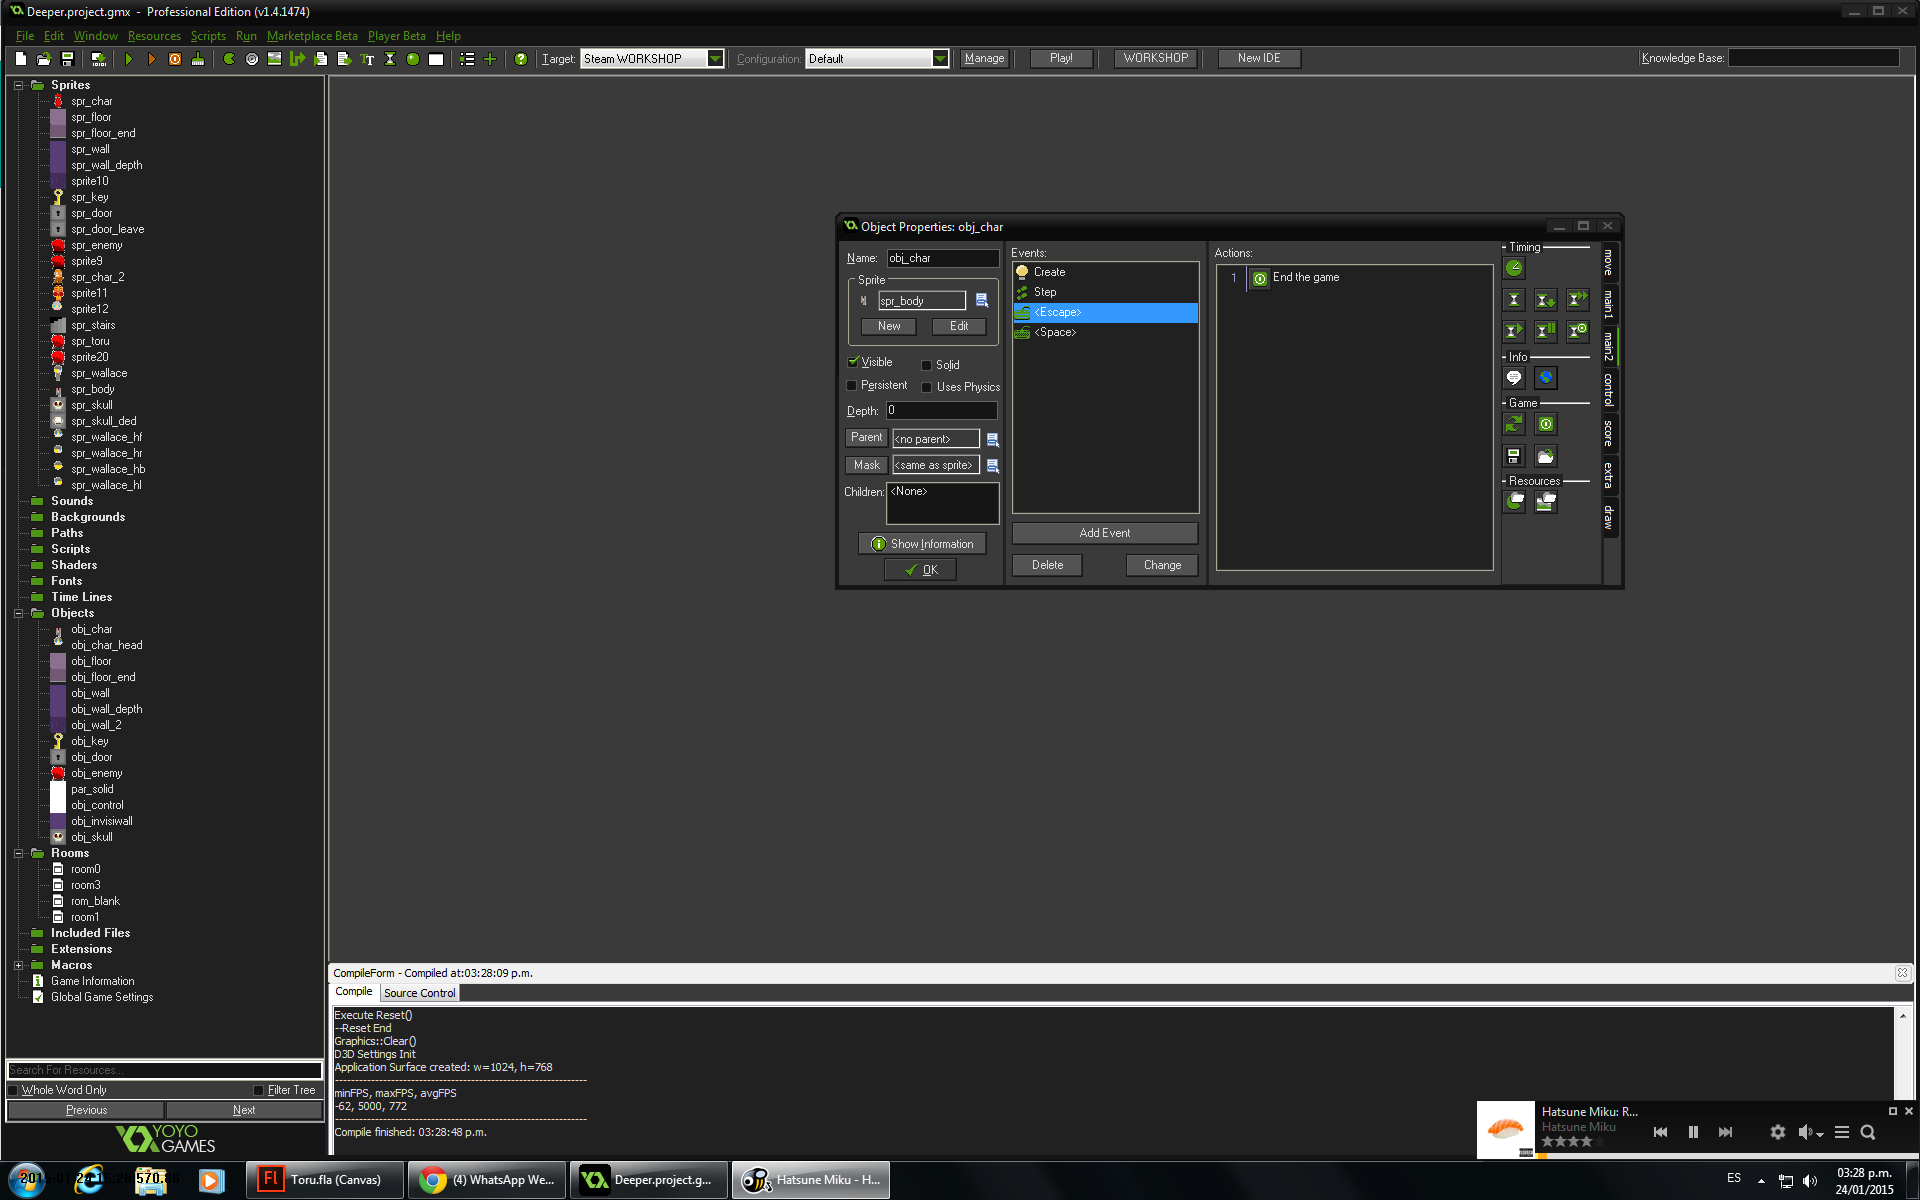 Deeper.project.gmx - Professional Edition (v1.4.1474)
File Edit Window Resources Scripts Run Marketplace Beta Player Beta Help
Target: Steam WORKSHOP Configuration: Default Manage Play! WORKSHOP New IDE Knowledge Base:
Sprites
spr_char
spr_floor
spr_floor_end
spr_wall
spr_wall_depth
sprite10
spr_key
spr_door
spr_door_leave
spr_enemy
sprite9
spr_char_2
sprite11
sprite12
spr_stairs
spr_toru
sprite20
spr_wallace
spr_body
spr_skull
spr_skull_ded
spr_wallace_hf
spr_wallace_hr
spr_wallace_hb
spr_wallace_hl
Sounds
Backgrounds
Paths
Scripts
Shaders
Fonts
Time Lines
Objects
obj_char
obj_char_head
obj_floor
obj_floor_end
obj_wall
obj_wall_depth
obj_wall_2
obj_key
obj_door
obj_enemy
par_solid
obj_control
obj_invisiwall
obj_skull
Rooms
room0
room3
rom_blank
room1
Included Files
Extensions
Macros
Game Information
Global Game Settings
Search For Resources...
Whole Word Only Filter Tree
Previous Next
YOYO
GAMES
Object Properties: obj_char
Name: obj_char
Sprite
spr_body
New Edit
Visible Solid
Persistent Uses Physics
Depth: 0
Parent <no parent>
Mask <same as sprite>
Children: <None>
Show Information
OK
Events:
Create
Step
<Escape>
<Space>
Add Event
Delete Change
Actions:
1 End the game
Timing
Info
Game
Resources
move
main1
main2
control
score
extra
draw
CompileForm - Compiled at:03:28:09 p.m.
Compile Source Control
Execute Reset()
--Reset End
Graphics::Clear()
D3D Settings Init
Application Surface created: w=1024, h=768
minFPS, maxFPS, avgFPS
-62, 5000, 772
Compile finished: 03:28:48 p.m.
Hatsune Miku: R...
Hatsune Miku
Toru.fla (Canvas)
(4) WhatsApp We...
Deeper.project.g...
Hatsune Miku - H...
ES
03:28 p.m.
24/01/2015